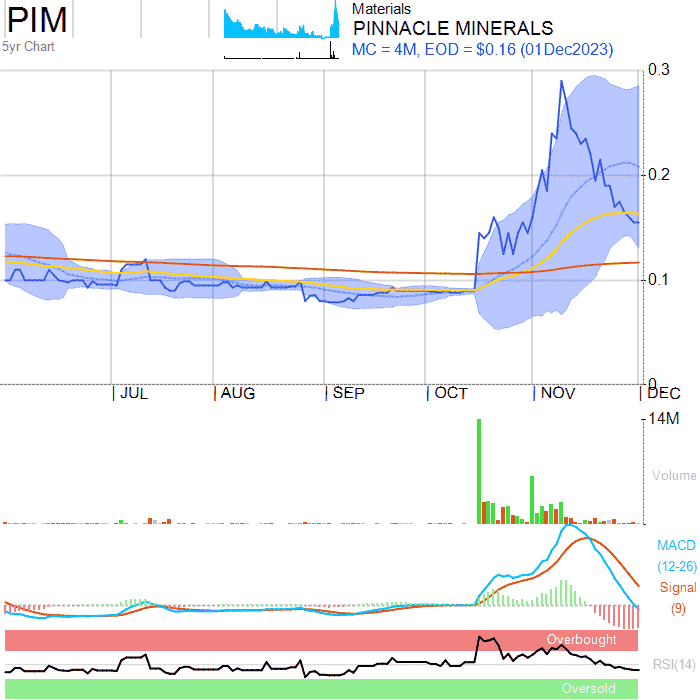 PIM
5yr Chart
Materials
PINNACLE MINERALS
MC = 4M, EOD = $0.16 (01Dec2023)
0.3
0.2
0.1
0
JUL AUG SEP OCT NOV DEC
14M
Volume
MACD
(12-26)
Signal
(9)
Overbought
RSI(14)
Oversold